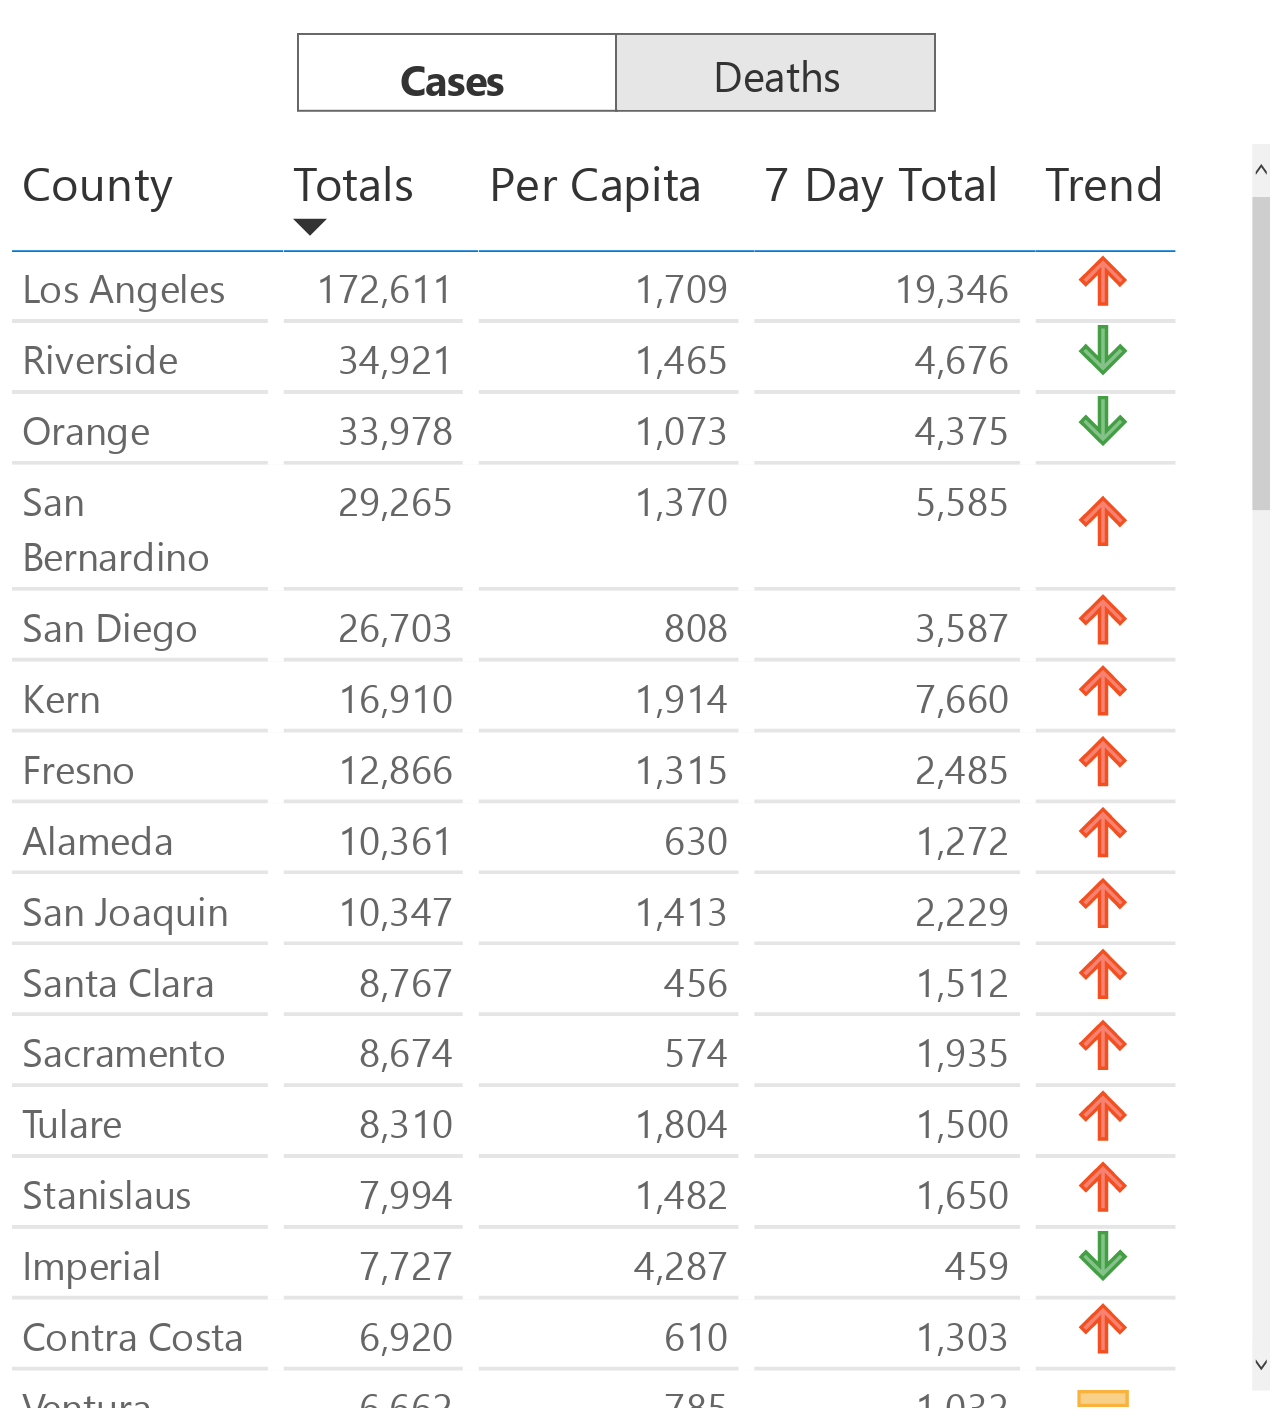 Cases Deaths
County Totals Per Capita 7 Day Total Trend
Los Angeles 172,611 1,709 19,346
Riverside 34,921 1,465 4,676
Orange 33,978 1,073 4,375
San 29,265 1,370 5,585
Bernardino
San Diego 26,703 808 3,587
Kern 16,910 1,914 7,660
Fresno 12,866 1,315 2,485
Alameda 10,361 630 1,272
San Joaquin 10,347 1,413 2,229
Santa Clara 8,767 456 1,512
Sacramento 8,674 574 1,935
Tulare 8,310 1,804 1,500
Stanislaus 7,994 1,482 1,650
Imperial 7,727 4,287 459
Contra Costa 6,920 610 1,303
Ventura 6,662 785 1,032